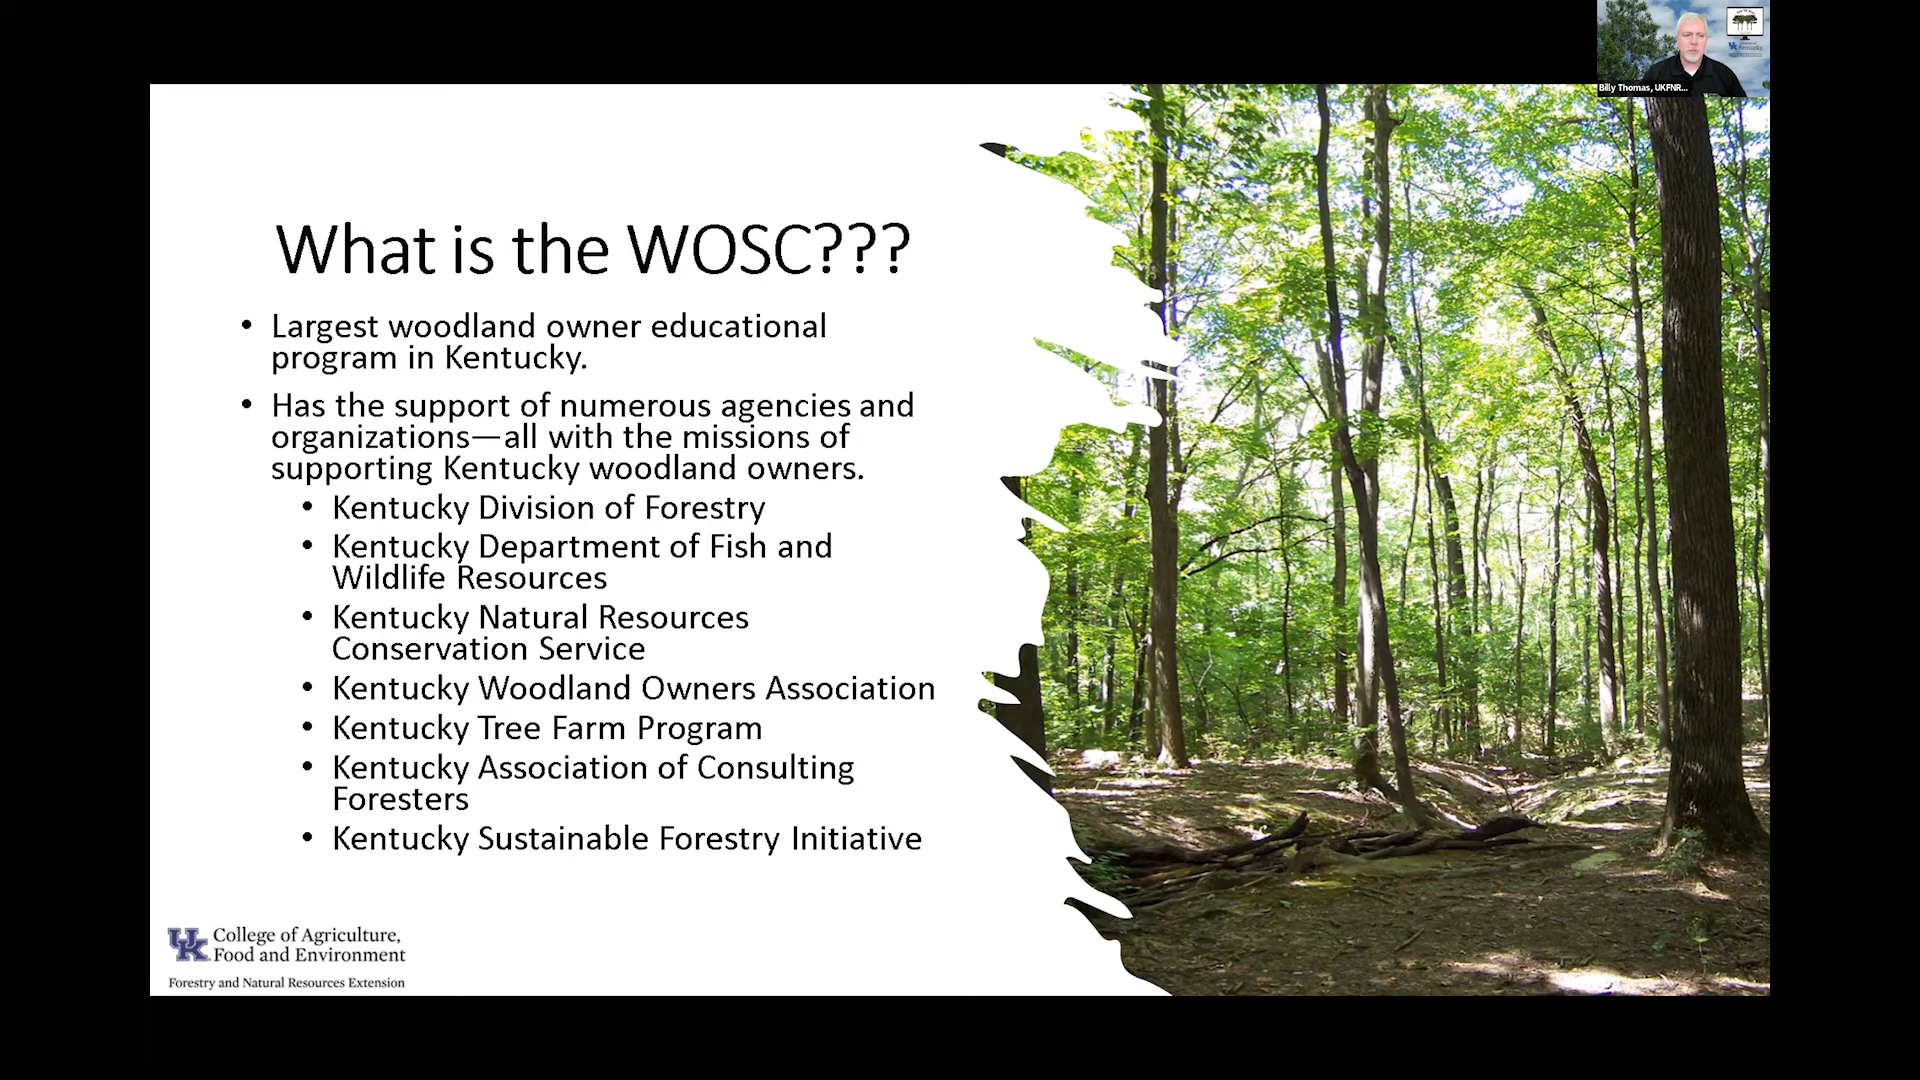 Billy Thomas, UKFNR...
What is the WOSC???
• Largest woodland owner educational
program in Kentucky.
• Has the support of numerous agencies and
organizations—all with the missions of
supporting Kentucky woodland owners.
• Kentucky Division of Forestry
• Kentucky Department of Fish and
Wildlife Resources
• Kentucky Natural Resources
Conservation Service
• Kentucky Woodland Owners Association
• Kentucky Tree Farm Program
• Kentucky Association of Consulting
Foresters
• Kentucky Sustainable Forestry Initiative
UK College of Agriculture,
Food and Environment
Forestry and Natural Resources Extension